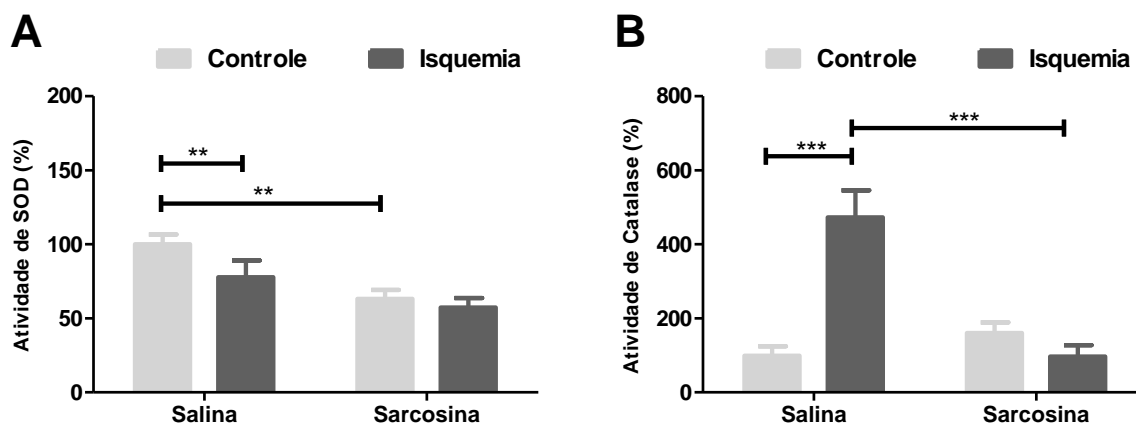 A
Controle Isquemia
Atividade de SOD (%)
200
150
100
50
0
**
**
Salina Sarcosina
B
Controle Isquemia
Atividade de Catalase (%)
800
600
400
200
0
***
***
Salina Sarcosina